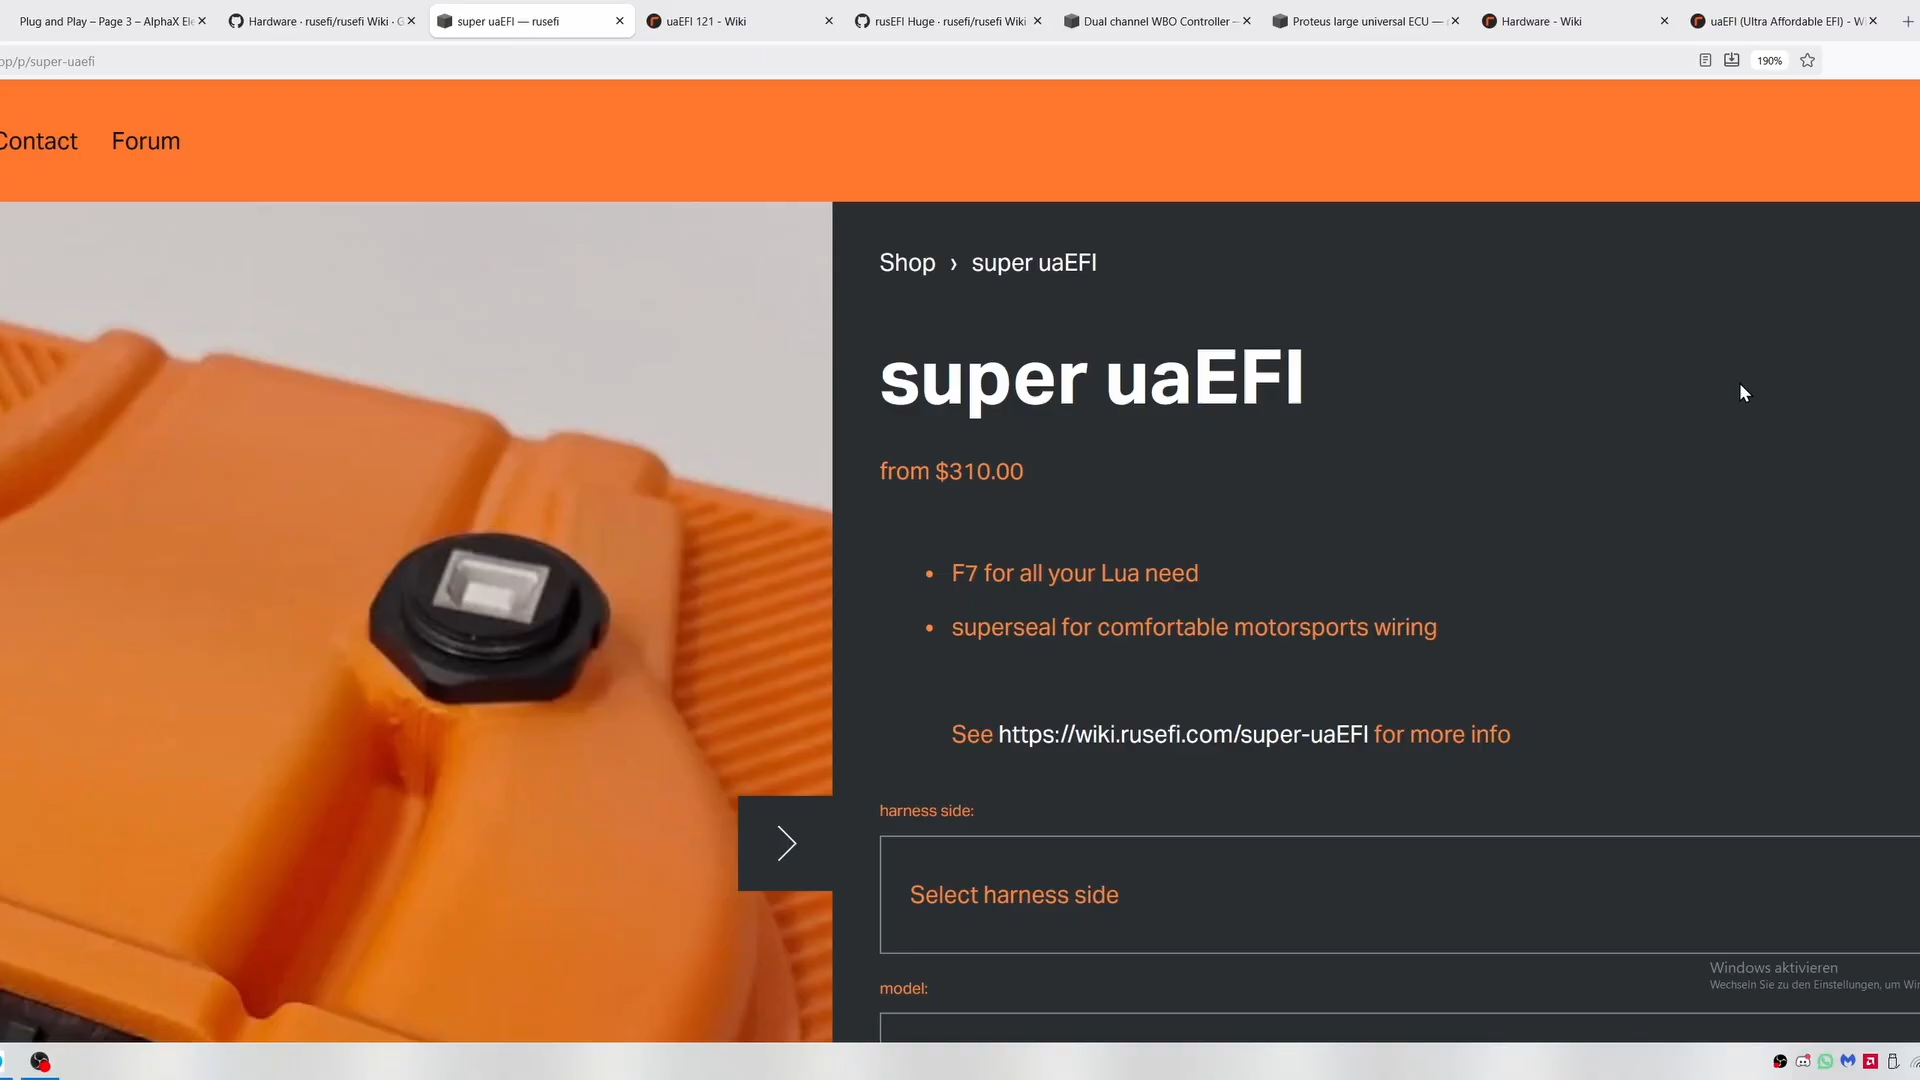 Plug and Play – Page 3 – AlphaX Ele
Hardware · rusefi/rusefi Wiki · G
super uaEFI — rusefi
uaEFI 121 - Wiki
rusEFI Huge · rusefi/rusefi Wiki
Dual channel WBO Controller —
Proteus large universal ECU —
Hardware - Wiki
uaEFI (Ultra Affordable EFI) - W
op/p/super-uaefi
190%
Contact
Forum
Shop › super uaEFI
super uaEFI
from $310.00
• F7 for all your Lua need
• superseal for comfortable motorsports wiring
See https://wiki.rusefi.com/super-uaEFI for more info
harness side:
Select harness side
Windows aktivieren
Wechseln Sie zu den Einstellungen, um Win
model: